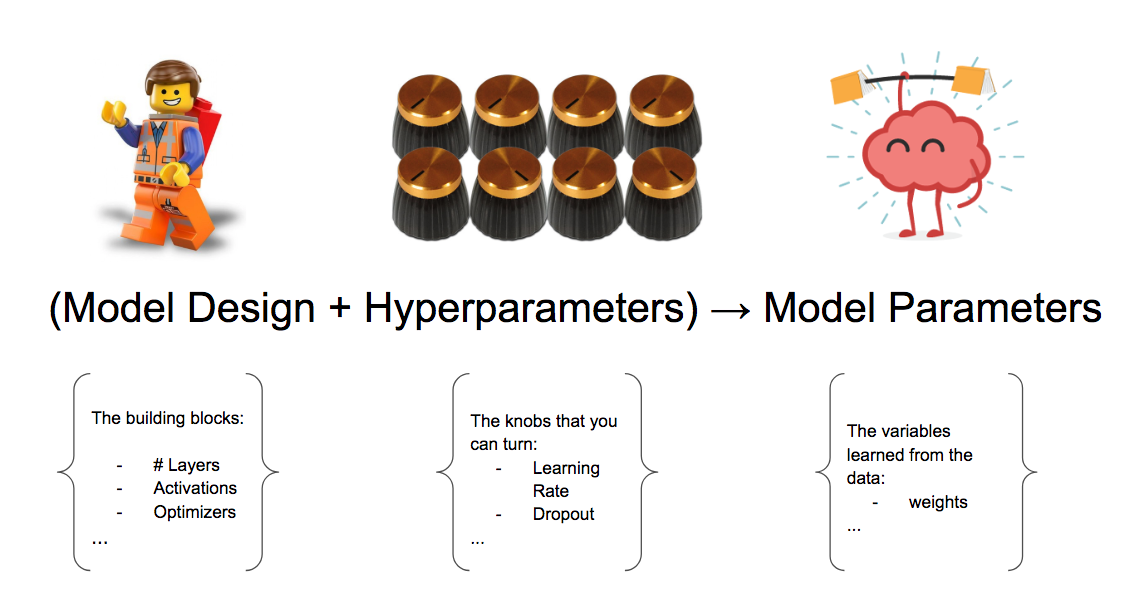 (Model Design + Hyperparameters) → Model Parameters
The building blocks:
- # Layers
- Activations
- Optimizers
...
The knobs that you
can turn:
- Learning
Rate
- Dropout
...
The variables
learned from the
data:
- weights
...